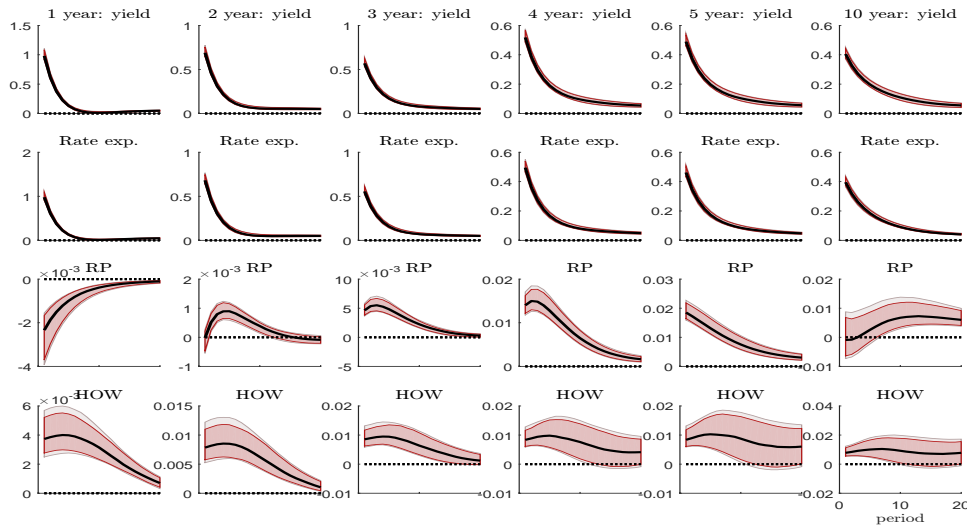 1 year: yield 2 year: yield 3 year: yield 4 year: yield 5 year: yield 10 year: yield
1.5 1 0.5 0
1 0.5 0
1 0.5 0
0.6 0.4 0.2 0
0.6 0.4 0.2 0
0.6 0.4 0.2 0
Rate exp. Rate exp. Rate exp. Rate exp. Rate exp. Rate exp.
2 1 0
1 0.5 0
1 0.5 0
0.6 0.4 0.2 0
0.6 0.4 0.2 0
0.6 0.4 0.2 0
×10⁻³ RP ×10⁻³ RP ×10⁻³ RP RP RP RP
0 -2 -4
2 1 0 -1
10 5 0 -5
0.02 0.01 0
0.03 0.02 0.01 0
0.02 0.01 0 -0.01
×10⁻³ HOW HOW HOW HOW HOW HOW
6 4 2 0
0.015 0.01 0.005 0
0.02 0.01 0 -0.01
0.02 0.01 0 -0.01
0.02 0.01 0 -0.01
0.04 0.02 0 -0.02
0 10 20
period